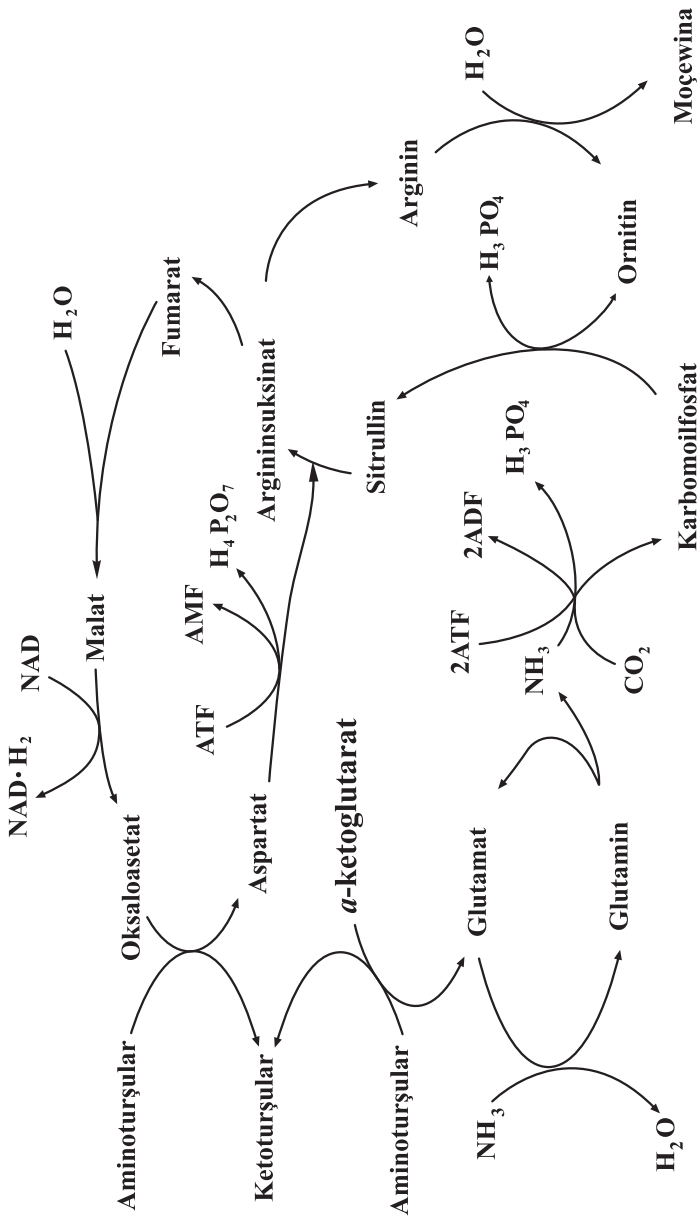 NAD·H₂
NAD
H₂O
Malat
Aminoturşular
Oksaloasetat
Fumarat
ATF
AMF
H₄P₂O₇
Ketoturşular
Aspartat
Argininsuksinat
a-ketoglutarat
Sitrullin
Aminoturşular
Arginin
Glutamat
2ATF
2ADF
H₂O
NH₃
H₃PO₄
NH₃
H₃PO₄
Glutamin
CO₂
Ornitin
H₂O
Karbomoilfosfat
Moçewina